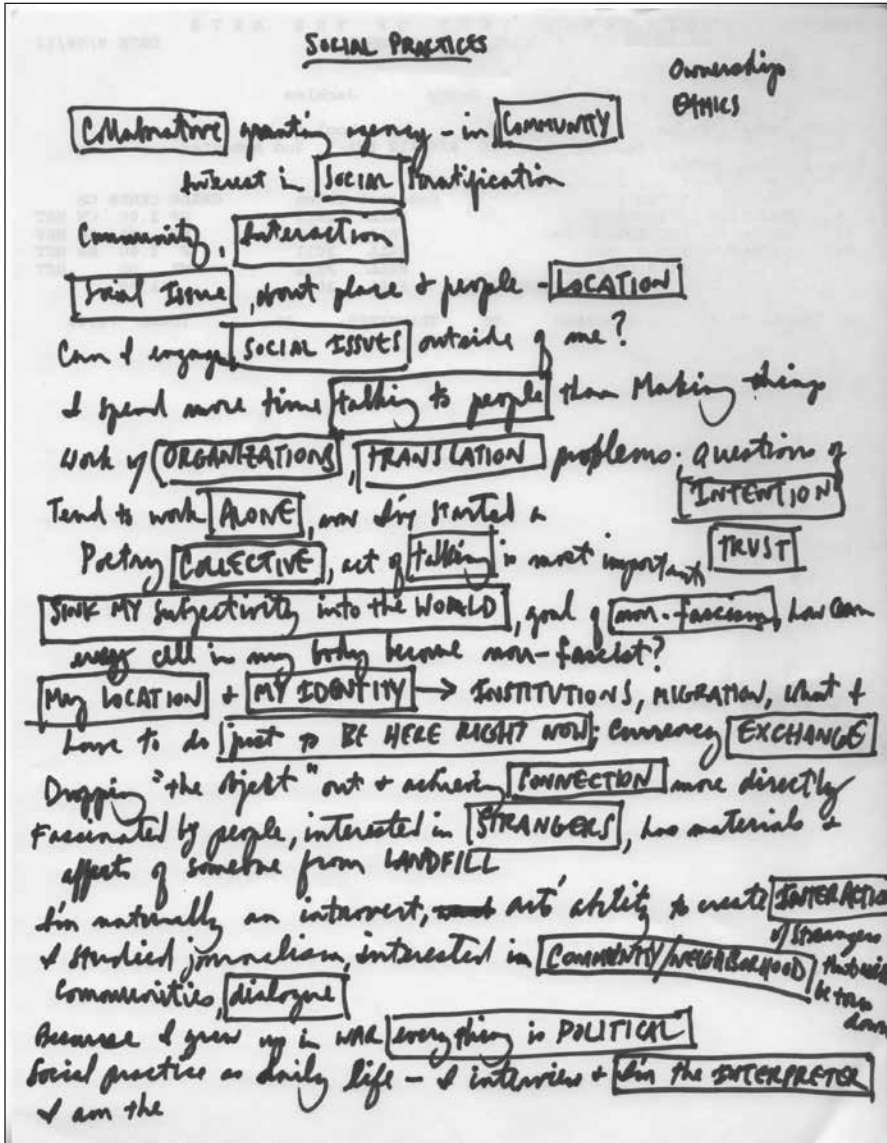 SOCIAL PRACTICES
Ownership
ETHICS
Collaborative granting agency - in COMMUNITY
Interest in SOCIAL Stratification
Community, Interaction
Social Issue, about place + people - LOCATION
Can I engage SOCIAL ISSUES outside of me?
I spend more time talking to people than Making things
Work w/ ORGANIZATIONS, TRANSLATION problems; questions of
INTENTION
Tend to work ALONE, now I'm started a
Poetry COLLECTIVE, act of talking is most important, TRUST
SINK MY Subjectivity into the WORLD, goal of non-fascism, how can
every cell in my body become non-fascist?
My LOCATION + MY IDENTITY → INSTITUTIONS, MIGRATION, what I
have to do just to BE HERE RIGHT NOW; Currency EXCHANGE
Dropping "the object" out + achieving CONNECTION more directly
Fascinated by people, interested in STRANGERS, has materials +
affects of someone from LANDFILL
I'm naturally an introvert, art's ability to create INTERACTION
of strangers
I studied journalism, interested in COMMUNITY/NEIGHBORHOOD
Communities, dialogue
down
Because I grew up in WAR everything is POLITICAL
Social practice as daily life - I interview + I'm the INTERPRETER
I am the